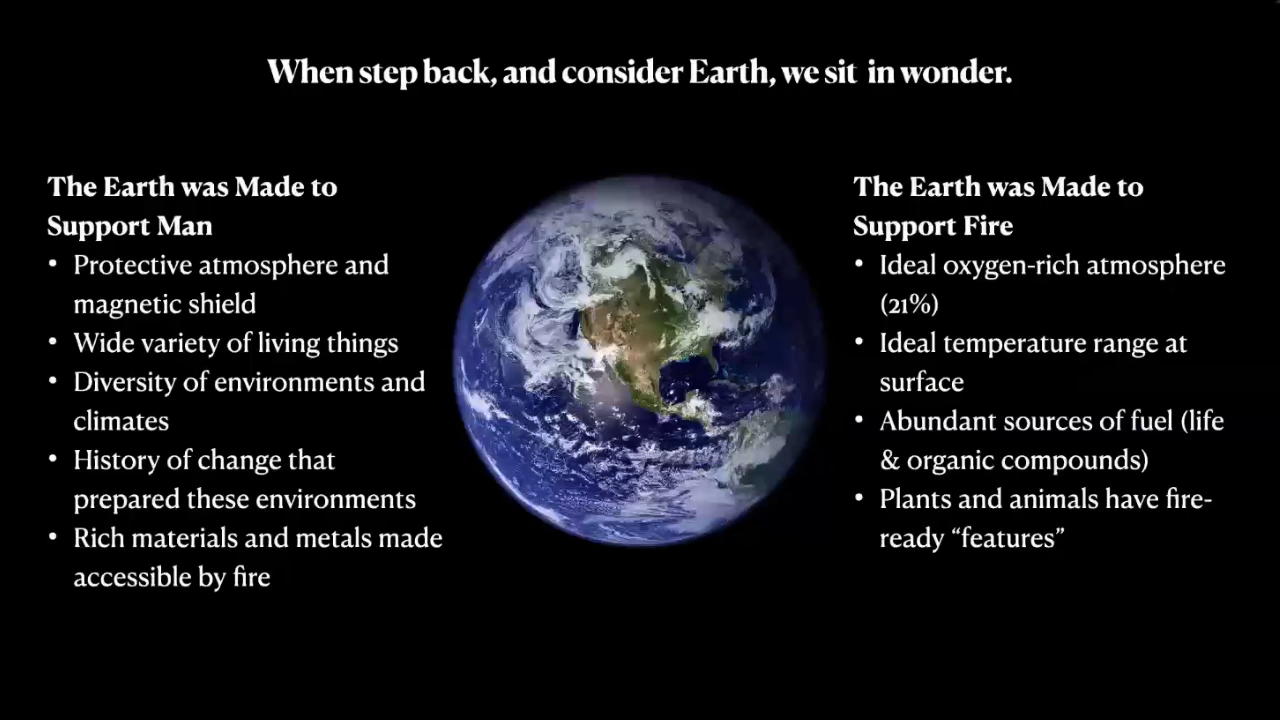 When step back, and consider Earth, we sit in wonder.
The Earth was Made to
Support Man
• Protective atmosphere and
magnetic shield
• Wide variety of living things
• Diversity of environments and
climates
• History of change that
prepared these environments
• Rich materials and metals made
accessible by fire
The Earth was Made to
Support Fire
• Ideal oxygen-rich atmosphere
(21%)
• Ideal temperature range at
surface
• Abundant sources of fuel (life
& organic compounds)
• Plants and animals have fire-
ready “features”